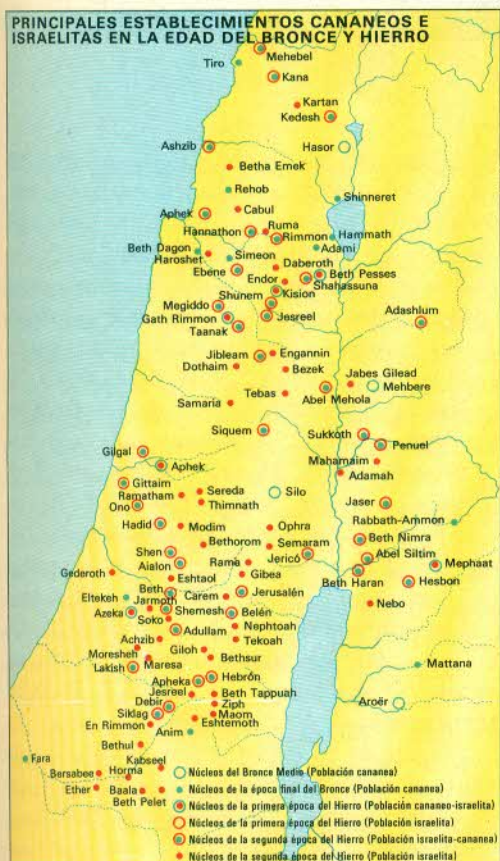 PRINCIPALES ESTABLECIMIENTOS CANANEOS E
ISRAELITAS EN LA EDAD DEL BRONCE Y HIERRO
Mehebel
Tiro
Kana
Kartan
Kedesh
Ashzib
Hasor
Betha Emek
Rehob
Shinneret
Cabul
Aphek
Ruma
Hannathon
Rimmon
Hammath
Beth Dagon
Simeon
Adami
Haroshet
Daberoth
Ebene
Endor
Beth Pesses
Shahassuna
Shunem
Kision
Megiddo
Jesreel
Adashlum
Gath Rimmon
Taanak
Jibleam
Engannin
Dothaim
Bezek
Jabes Gilead
Mehbere
Tebas
Abel Mehola
Samaria
Siquem
Sukkoth
Penuel
Gilgal
Aphek
Mahamaim
Adamah
Gittaim
Sereda
Silo
Ramatham
Thimnath
Jaser
Ono
Rabbath-Ammon
Hadid
Modim
Ophra
Beth Nimra
Bethorom
Semaram
Shen
Jericó
Abel Siltim
Aialon
Rama
Mephaat
Gederoth
Eshtaol
Gibea
Beth Haran
Hesbon
Beth
Carem
Jerusalén
Eltekeh
Jarmoth
Nebo
Azeka
Shemesh
Belén
Soko
Adullam
Nephtoah
Achzib
Tekoah
Moresheh
Giloh
Bethsur
Lakish
Maresa
Mattana
Apheka
Hebrón
Jesreel
Beth Tappuah
Debir
Ziph
Aroër
Siklag
Maom
En Rimmon
Eshtemoth
Anim
Bethul
Fara
Kabseel
Bersabee
Horma
Ether
Baala
Beth Pelet
Núcleos del Bronce Medio (Población cananea)
Núcleos de la época final del Bronce (Población cananea)
Núcleos de la primera época del Hierro (Población cananeo-israelita)
Núcleos de la primera época del Hierro (Población israelita)
Núcleos de la segunda época del Hierro (Población israelita-cananea)
Núcleos de la segunda época del Hierro (Población israelita)